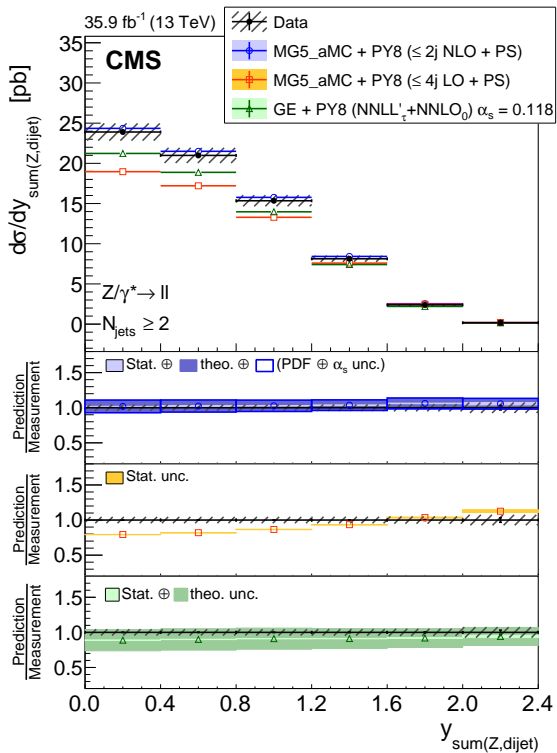 35.9 fb⁻¹ (13 TeV)
CMS
Data
MG5_aMC + PY8 (≤ 2j NLO + PS)
MG5_aMC + PY8 (≤ 4j LO + PS)
GE + PY8 (NNLL'τ+NNLO₀) αs = 0.118
dσ/dy sum(Z,dijet) [pb]
35
30
25
20
15
10
5
0
Z/γ*→ ll
N jets ≥ 2
Stat. ⊕ theo. ⊕ (PDF ⊕ αs unc.)
Prediction
Measurement
1.5
1.0
0.5
Stat. unc.
Prediction
Measurement
1.5
1.0
0.5
Stat. ⊕ theo. unc.
Prediction
Measurement
1.5
1.0
0.5
0.0 0.4 0.8 1.2 1.6 2.0 2.4
y sum(Z,dijet)